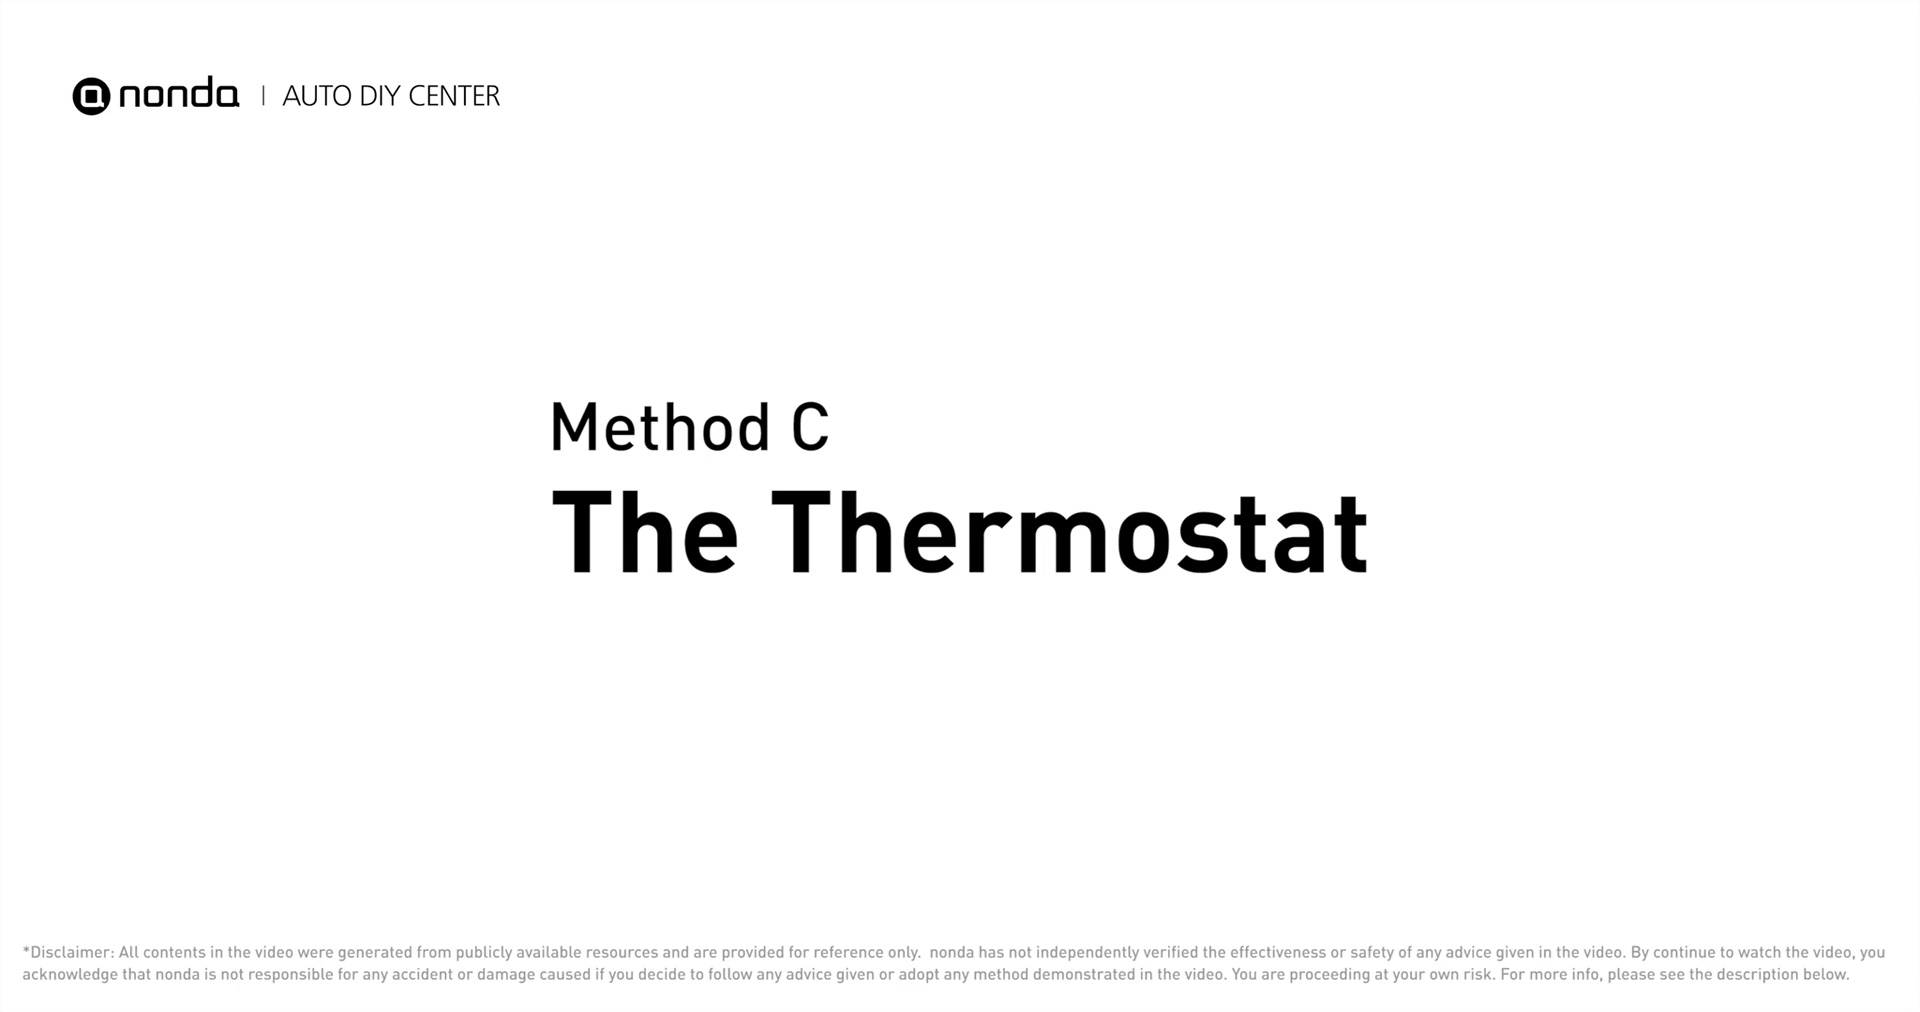 nonda | AUTO DIY CENTER
Method C
The Thermostat
*Disclaimer: All contents in the video were generated from publicly available resources and are provided for reference only. nonda has not independently verified the effectiveness or safety of any advice given in the video. By continue to watch the video, you
acknowledge that nonda is not responsible for any accident or damage caused if you decide to follow any advice given or adopt any method demonstrated in the video. You are proceeding at your own risk. For more info, please see the description below.